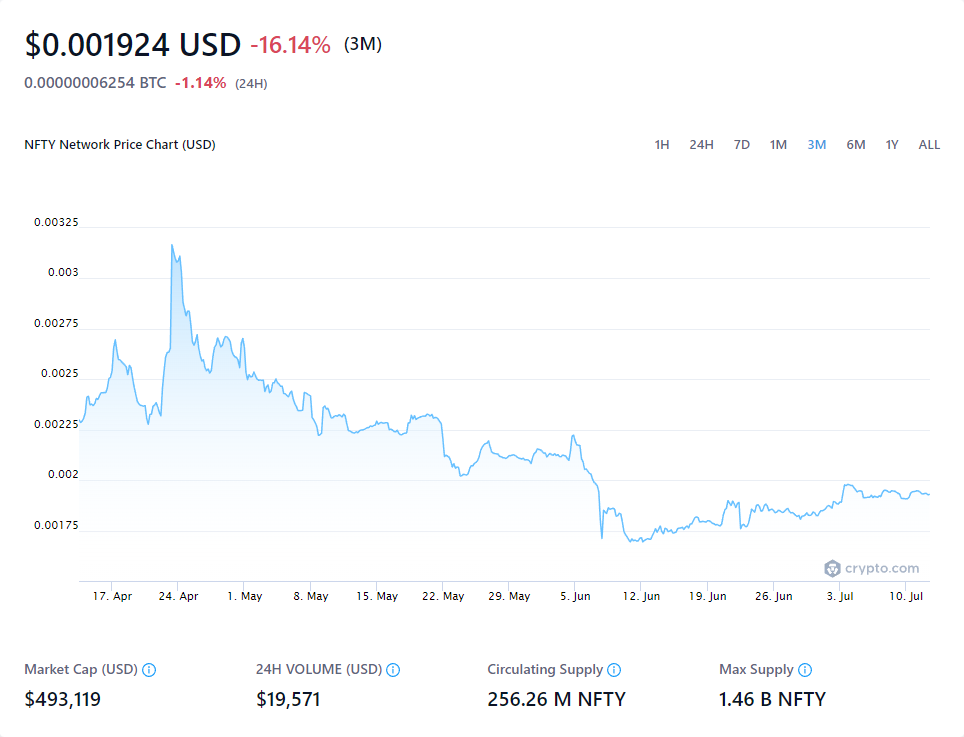 $0.001924 USD -16.14% (3M)
0.00000006254 BTC -1.14% (24H)
NFTY Network Price Chart (USD) 1H 24H 7D 1M 3M 6M 1Y ALL
0.00325
0.003
0.00275
0.0025
0.00225
0.002
0.00175
crypto.com
17. Apr 24. Apr 1. May 8. May 15. May 22. May 29. May 5. Jun 12. Jun 19. Jun 26. Jun 3. Jul 10. Jul
Market Cap (USD) 24H VOLUME (USD) Circulating Supply Max Supply
$493,119 $19,571 256.26 M NFTY 1.46 B NFTY